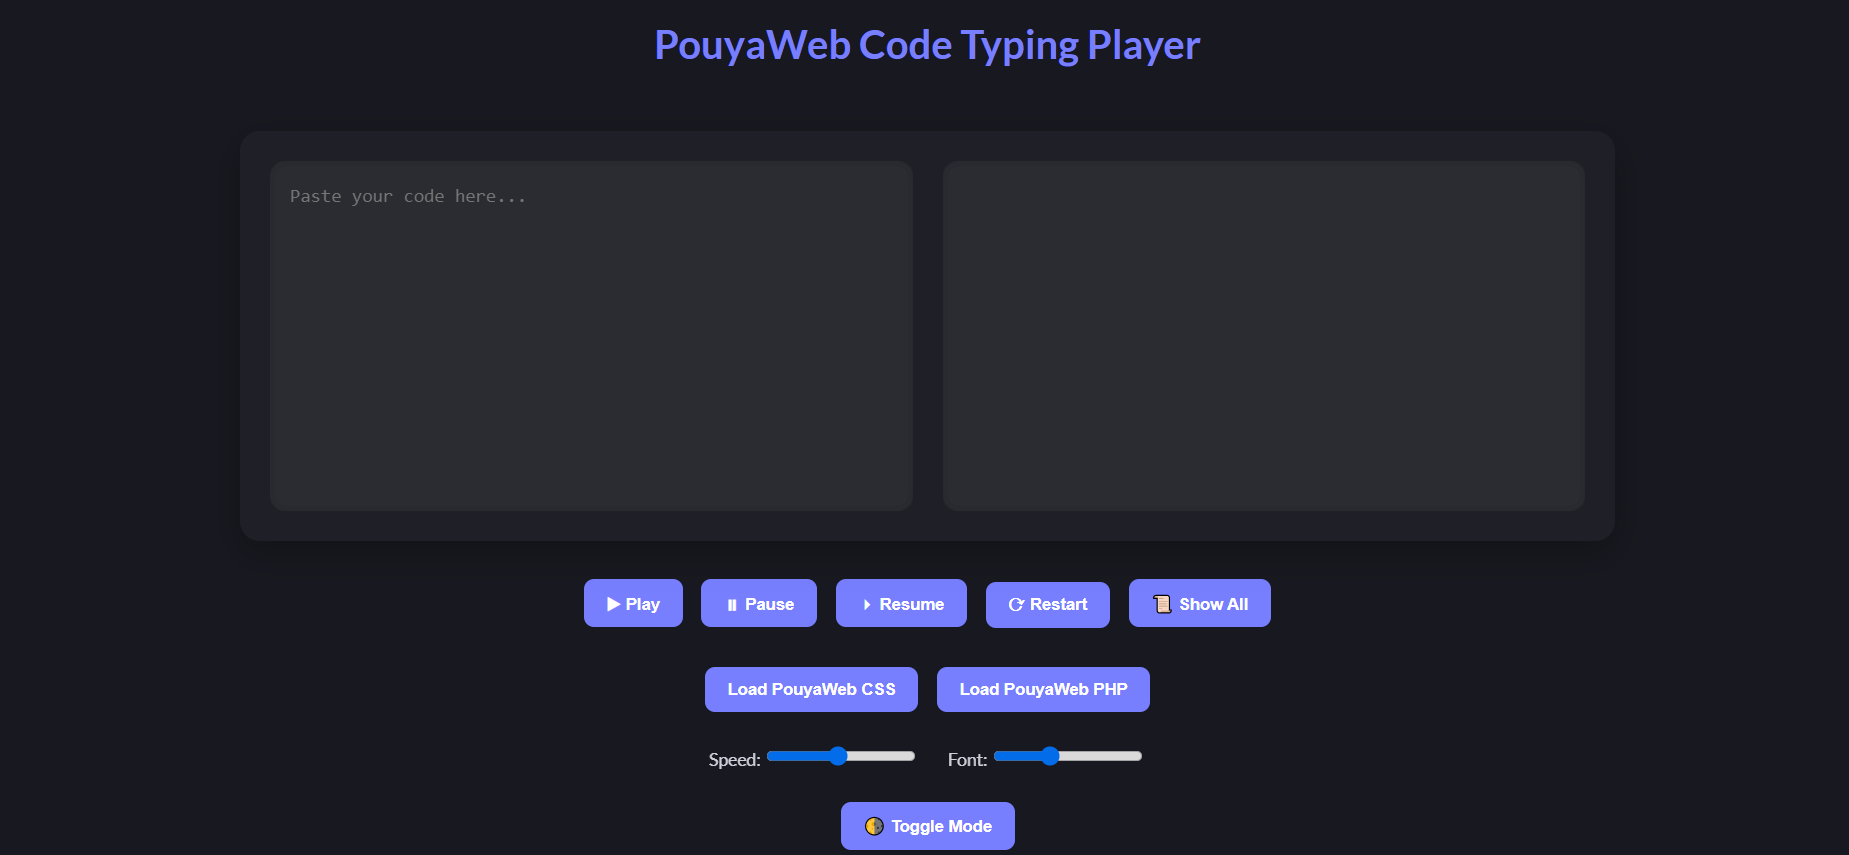 PouyaWeb Code Typing Player
Paste your code here...
▶ Play ⏸ Pause ⏵ Resume ⟳ Restart 📜 Show All
Load PouyaWeb CSS Load PouyaWeb PHP
Speed: Font:
🌗 Toggle Mode